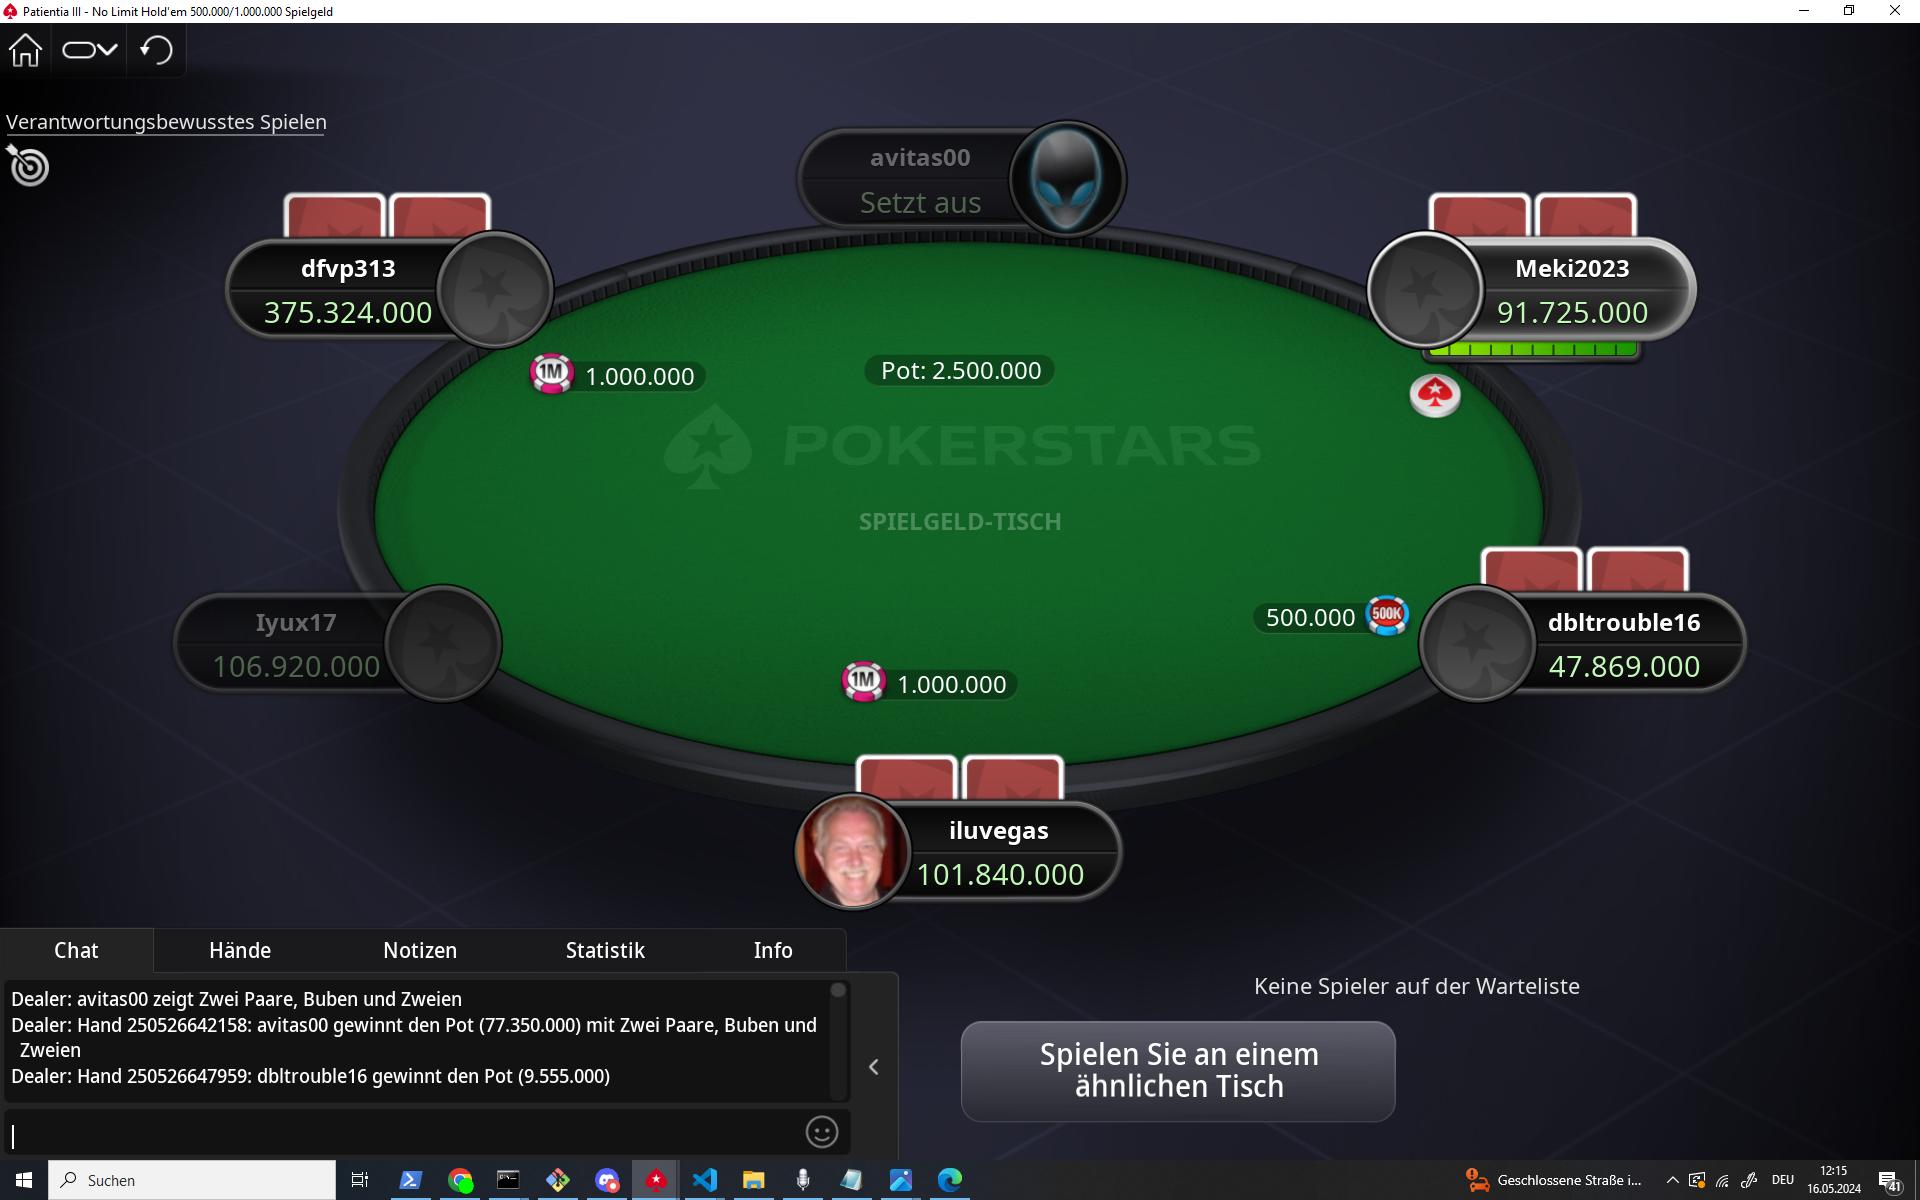 Patientia III - No Limit Hold'em 500.000/1.000.000 Spielgeld
Verantwortungsbewusstes Spielen
avitas00
Setzt aus
dfvp313
375.324.000
Meki2023
91.725.000
1M
1.000.000
Pot: 2.500.000
POKERSTARS
SPIELGELD-TISCH
Iyux17
106.920.000
500.000
500K
dbltrouble16
47.869.000
1M
1.000.000
iluvegas
101.840.000
Chat
Hände
Notizen
Statistik
Info
Dealer: avitas00 zeigt Zwei Paare, Buben und Zweien
Dealer: Hand 250526642158: avitas00 gewinnt den Pot (77.350.000) mit Zwei Paare, Buben und
Zweien
Dealer: Hand 250526647959: dbltrouble16 gewinnt den Pot (9.555.000)
Keine Spieler auf der Warteliste
Spielen Sie an einem
ähnlichen Tisch
Suchen
Geschlossene Straße i...
DEU
12:15
16.05.2024
41